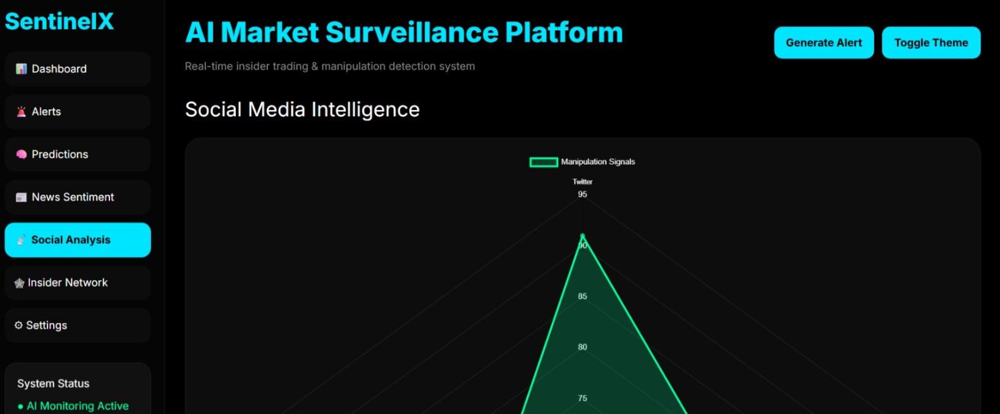 SentinelX
Dashboard
Alerts
Predictions
News Sentiment
Social Analysis
Insider Network
Settings
System Status
● AI Monitoring Active
AI Market Surveillance Platform
Real-time insider trading & manipulation detection system
Generate Alert
Toggle Theme
Social Media Intelligence
Manipulation Signals
Twitter
95
90
85
80
75